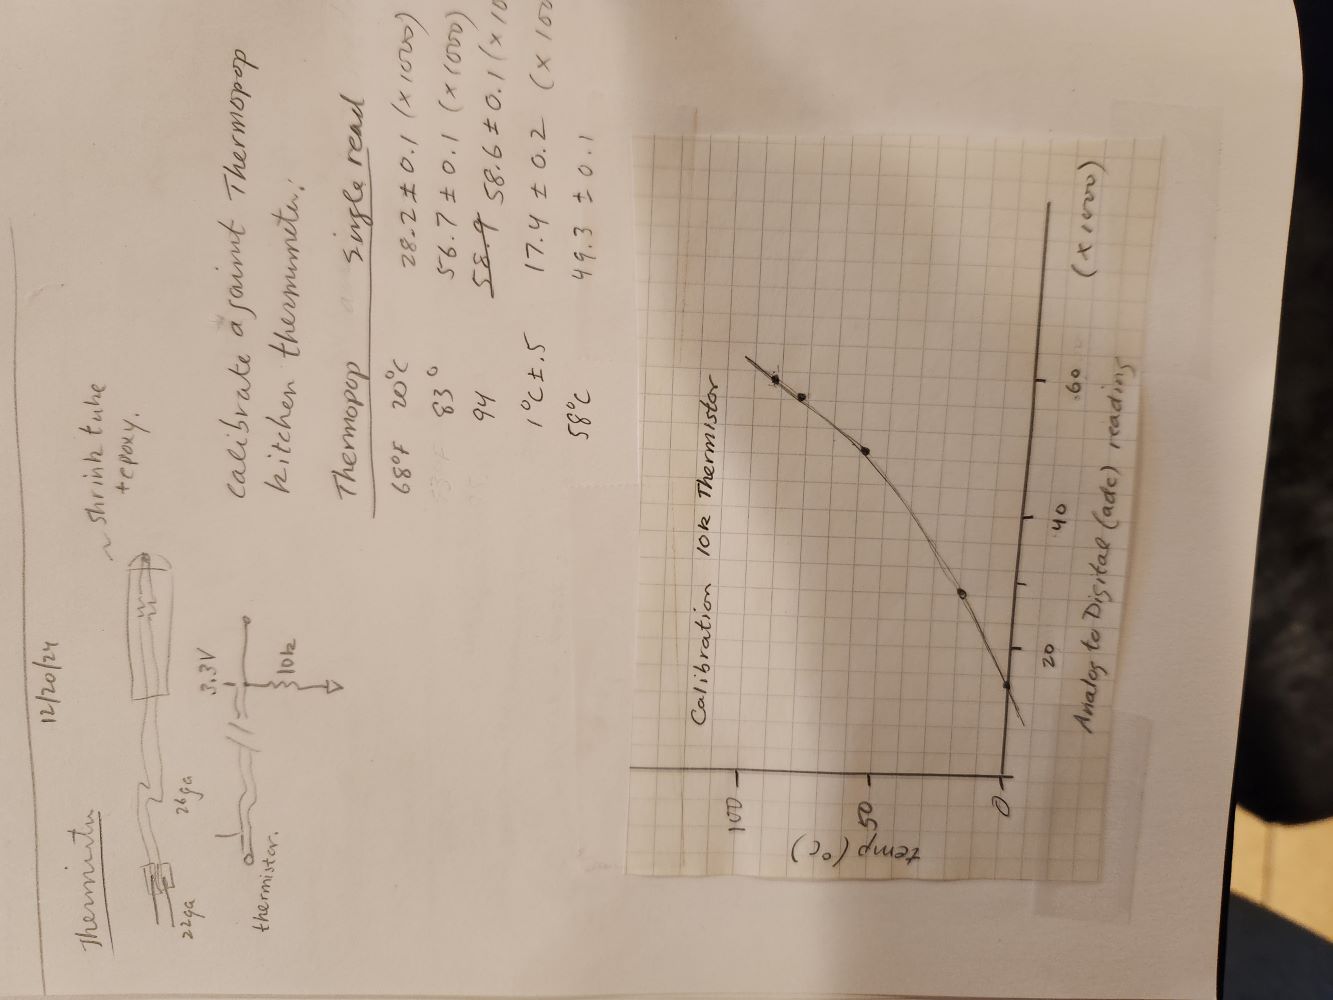 12/20/24
Thermistor
shrink tube
+ epoxy.
22ga
26ga
3.3V
thermistor.
10k
Calibrate against Thermopop
kitchen thermometer:
Thermopop Single read
68°F 20°C 28.2 ± 0.1 (×1000)
83° 56.7 ± 0.1 (×1000)
94 58.9 58.6 ± 0.1 (×10
1°C ±.5 17.4 ± 0.2 (×100
58°C 49.3 ± 0.1
Calibration 10k Thermistor
100
temp (°C)
50
0
20
40
60
(×1000)
Analog to Digital (adc) reading